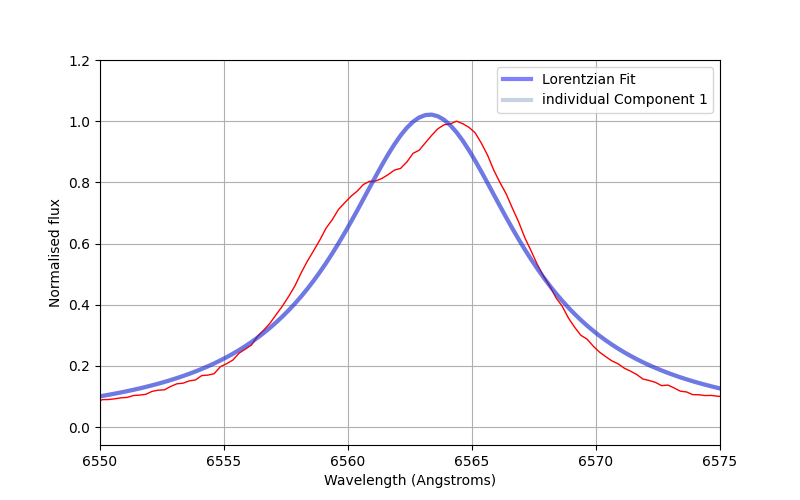 1.2
1.0
0.8
0.6
0.4
0.2
0.0
Normalised flux
Lorentzian Fit
individual Component 1
6550 6555 6560 6565 6570 6575
Wavelength (Angstroms)